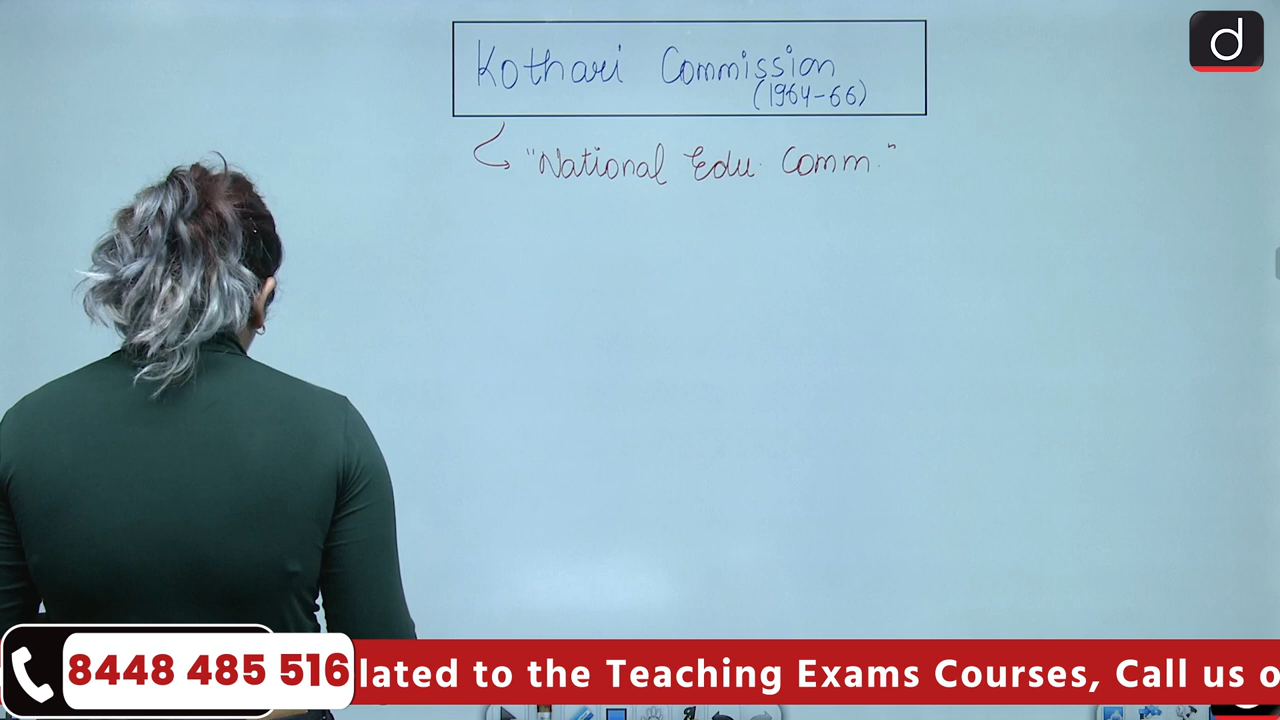 Kothari Commission
(1964-66)
"National Edu. Comm."
d
8448 485 516
lated to the Teaching Exams Courses, Call us o